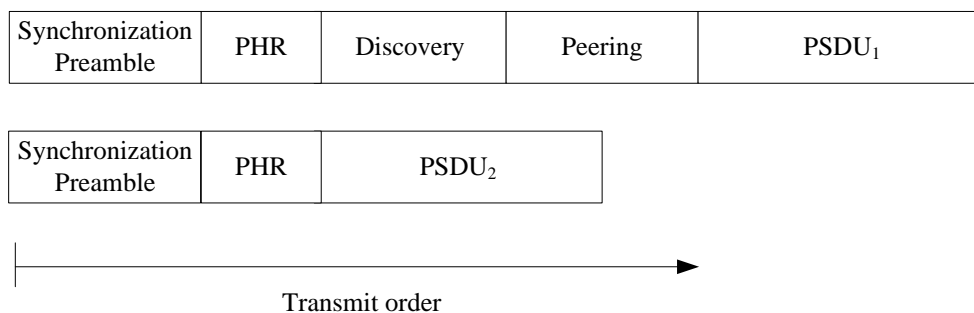 Synchronization
Preamble
PHR
Discovery
Peering
PSDU₁
Synchronization
Preamble
PHR
PSDU₂
Transmit order